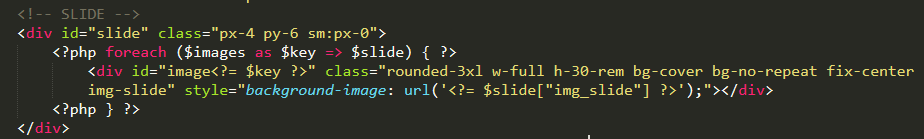 <!-- SLIDE -->
<div id="slide" class="px-4 py-6 sm:px-0">
<?php foreach ($images as $key => $slide) { ?>
<div id="image<?= $key ?>" class="rounded-3xl w-full h-30-rem bg-cover bg-no-repeat fix-center
img-slide" style="background-image: url('<?= $slide["img_slide"] ?>');"></div>
<?php } ?>
</div>